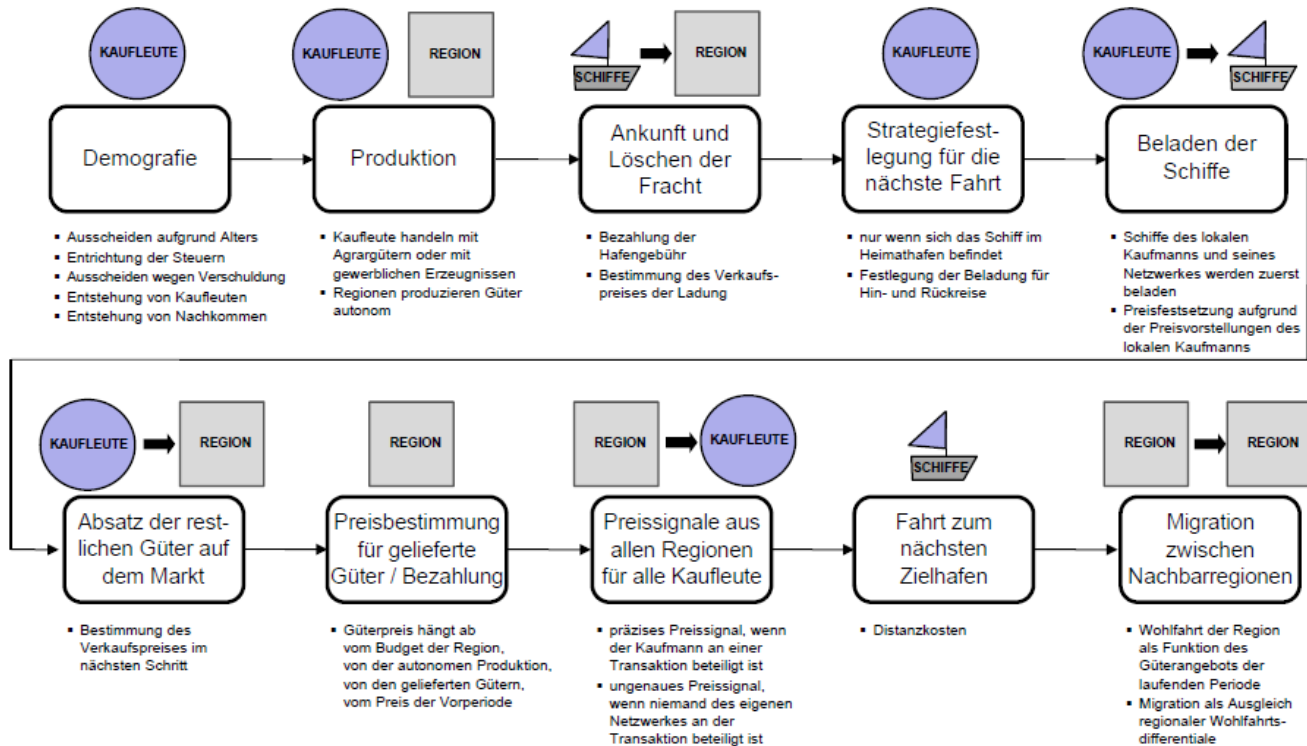 KAUFLEUTE
Demografie
▪ Ausscheiden aufgrund Alters
▪ Entrichtung der Steuern
▪ Ausscheiden wegen Verschuldung
▪ Entstehung von Kaufleuten
▪ Entstehung von Nachkommen
KAUFLEUTE
REGION
Produktion
▪ Kaufleute handeln mit
Agrargütern oder mit
gewerblichen Erzeugnissen
▪ Regionen produzieren Güter
autonom
SCHIFFE
REGION
Ankunft und
Löschen der
Fracht
▪ Bezahlung der
Hafengebühr
▪ Bestimmung des Verkaufs-
preises der Ladung
KAUFLEUTE
Strategiefest-
legung für die
nächste Fahrt
▪ nur wenn sich das Schiff im
Heimathafen befindet
▪ Festlegung der Beladung für
Hin- und Rückreise
KAUFLEUTE
SCHIFFE
Beladen der
Schiffe
▪ Schiffe des lokalen
Kaufmanns und seines
Netzwerkes werden zuerst
beladen
▪ Preisfestsetzung aufgrund
der Preisvorstellungen des
lokalen Kaufmanns
KAUFLEUTE
REGION
Absatz der rest-
lichen Güter auf
dem Markt
▪ Bestimmung des
Verkaufspreises im
nächsten Schritt
REGION
Preisbestimmung
für gelieferte
Güter / Bezahlung
▪ Güterpreis hängt ab
vom Budget der Region,
von der autonomen Produktion,
von den gelieferten Gütern,
vom Preis der Vorperiode
REGION
KAUFLEUTE
Preissignale aus
allen Regionen
für alle Kaufleute
▪ präzises Preissignal, wenn
der Kaufmann an einer
Transaktion beteiligt ist
▪ ungenaues Preissignal,
wenn niemand des eigenen
Netzwerkes an der
Transaktion beteiligt ist
SCHIFFE
Fahrt zum
nächsten
Zielhafen
▪ Distanzkosten
REGION
REGION
Migration
zwischen
Nachbarregionen
▪ Wohlfahrt der Region
als Funktion des
Güterangebots der
laufenden Periode
▪ Migration als Ausgleich
regionaler Wohlfahrts-
differentiale